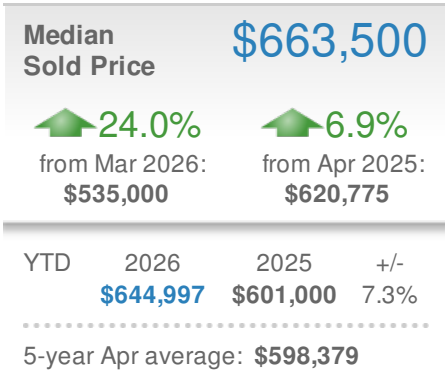 Median $663,500
Sold Price
24.0% 6.9%
from Mar 2026: from Apr 2025:
$535,000 $620,775
YTD 2026 2025 +/-
$644,997 $601,000 7.3%
5-year Apr average: $598,379